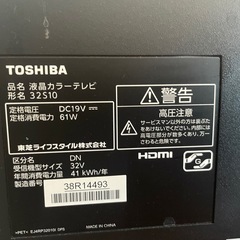 TOSHIBA
品名 液晶カラーテレビ
形名 32S10
定格電圧 DC19V
定格消費電力 61W
東芝ライフスタイル株式会社
区分 DN
受信機型サイズ 32V
年間消費電力量 41 kWh/年
製造番号
38R14493
警告
高圧注意
サービスマン以外の方は、
裏ぶたをあけないで
ください。
内部には高電圧部分が
数多くあり、万一さわる
と危険です。
HDMI
MADE IN CHINA